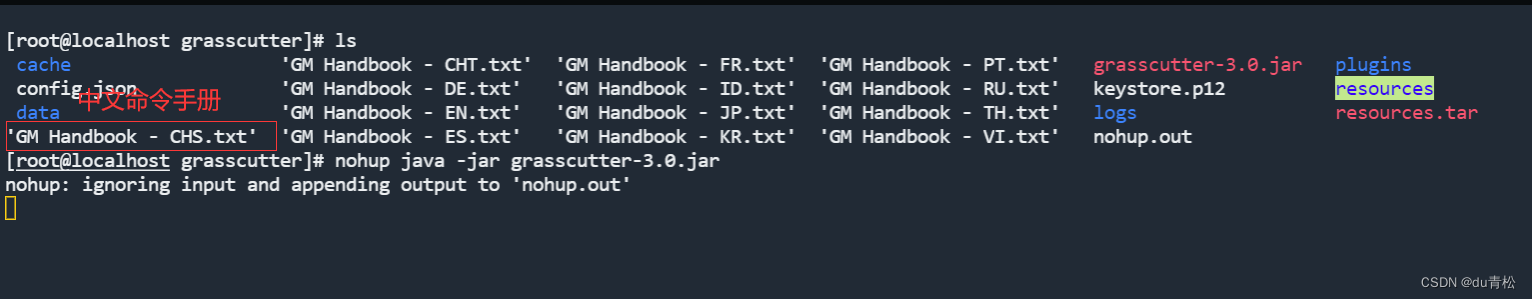 [root@localhost grasscutter]# ls
cache 'GM Handbook - CHT.txt' 'GM Handbook - FR.txt' 'GM Handbook - PT.txt' grasscutter-3.0.jar plugins
config.json 'GM Handbook - DE.txt' 'GM Handbook - ID.txt' 'GM Handbook - RU.txt' keystore.p12 resources
中文命令手册
data 'GM Handbook - EN.txt' 'GM Handbook - JP.txt' 'GM Handbook - TH.txt' logs resources.tar
'GM Handbook - CHS.txt' 'GM Handbook - ES.txt' 'GM Handbook - KR.txt' 'GM Handbook - VI.txt' nohup.out
[root@localhost grasscutter]# nohup java -jar grasscutter-3.0.jar
nohup: ignoring input and appending output to 'nohup.out'
CSDN @du青松